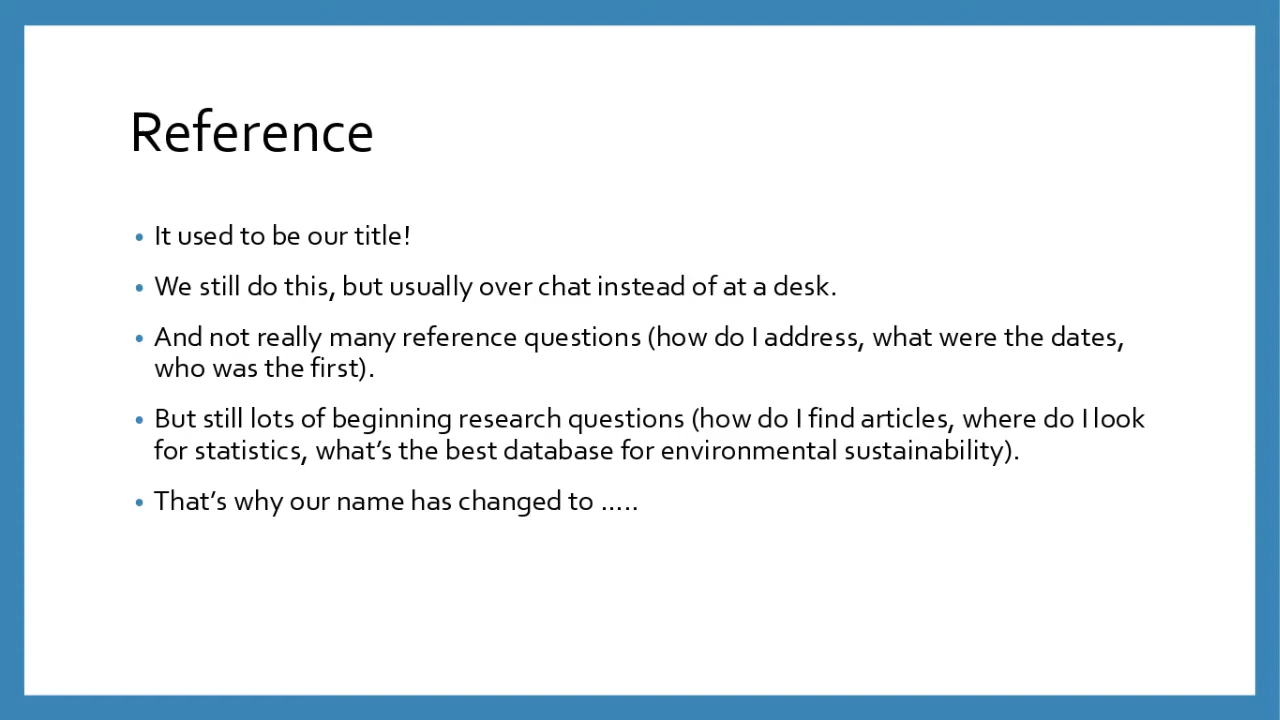 Reference
• It used to be our title!
• We still do this, but usually over chat instead of at a desk.
• And not really many reference questions (how do I address, what were the dates,
who was the first).
• But still lots of beginning research questions (how do I find articles, where do I look
for statistics, what’s the best database for environmental sustainability).
• That’s why our name has changed to .....